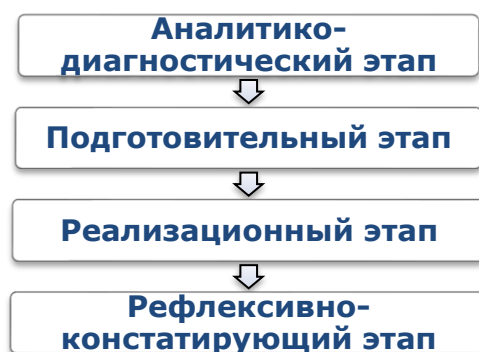 Аналитико-
диагностический этап
Подготовительный этап
Реализационный этап
Рефлексивно-
констатирующий этап